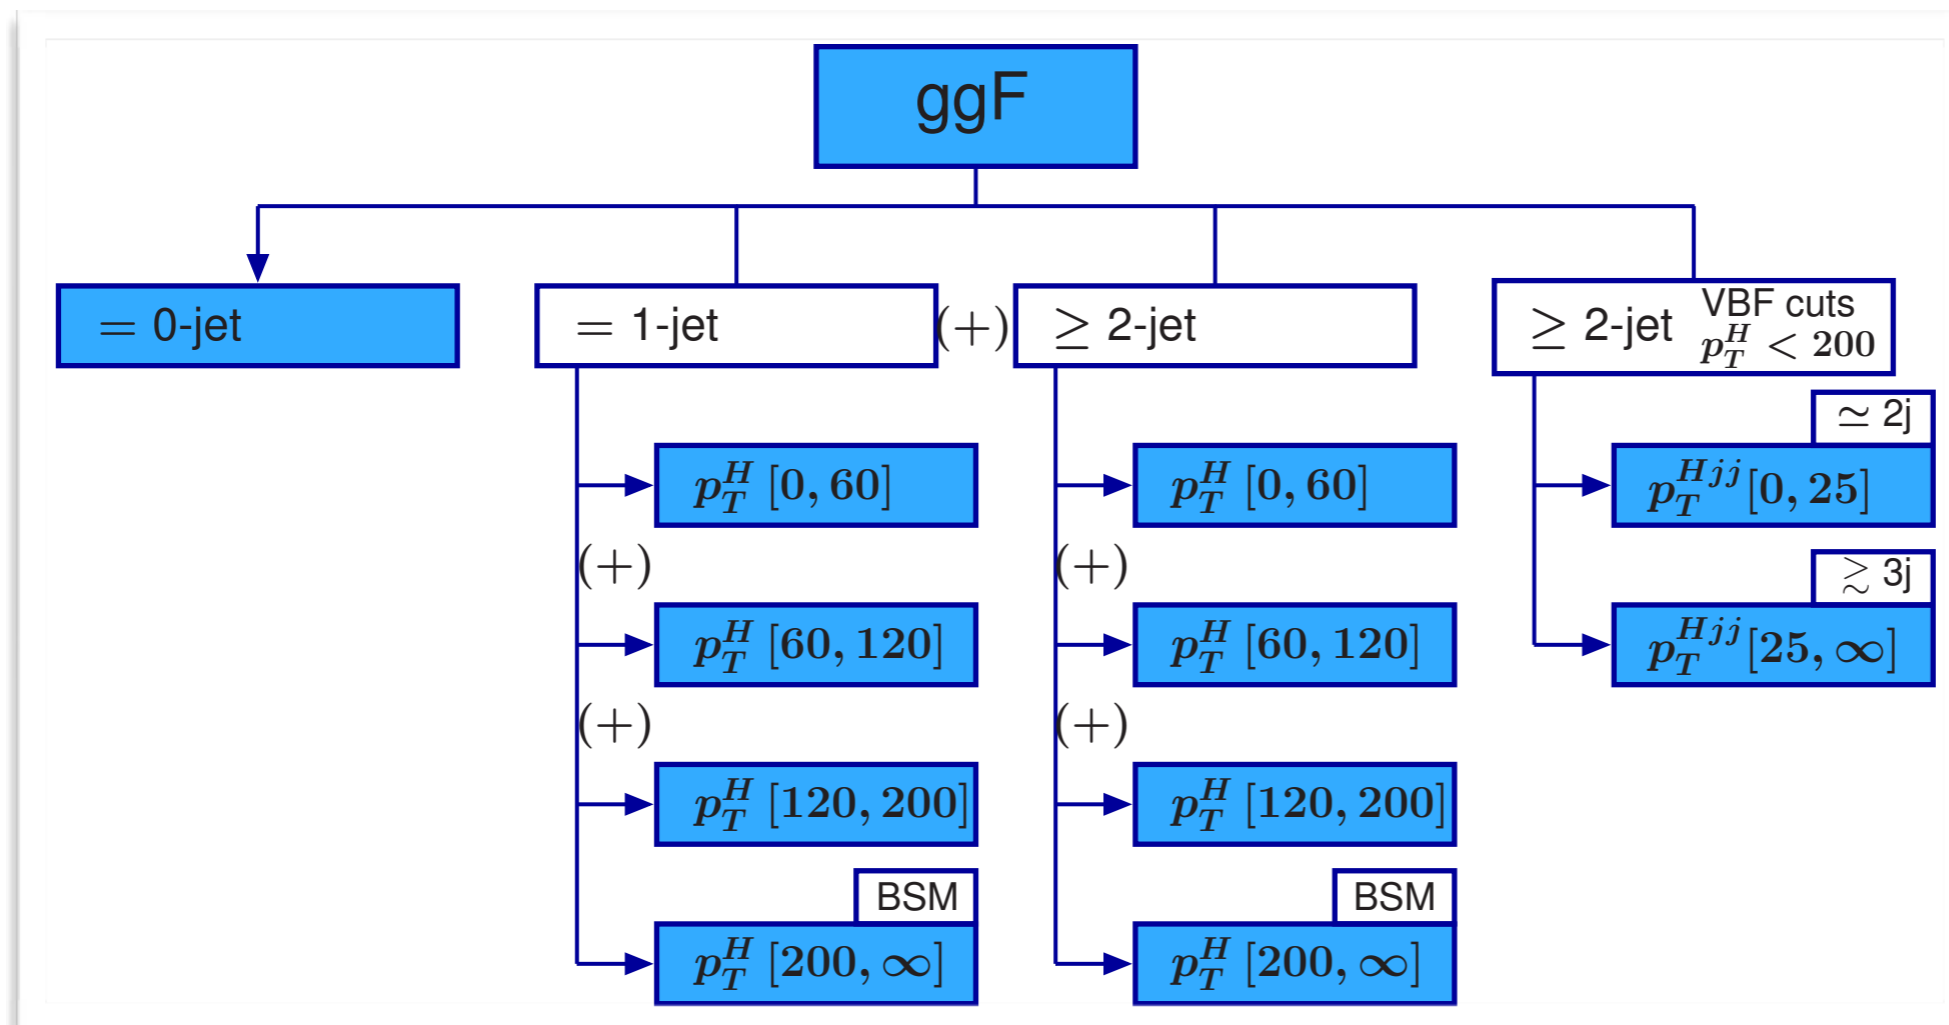 ggF
= 0-jet
= 1-jet
(+)
≥ 2-jet
≥ 2-jet VBF cuts
p_T^H < 200
p_T^H [0, 60]
(+)
p_T^H [60, 120]
(+)
p_T^H [120, 200]
BSM
p_T^H [200, ∞]
p_T^H [0, 60]
(+)
p_T^H [60, 120]
(+)
p_T^H [120, 200]
BSM
p_T^H [200, ∞]
≃ 2j
p_T^{Hjj} [0, 25]
≳ 3j
p_T^{Hjj} [25, ∞]